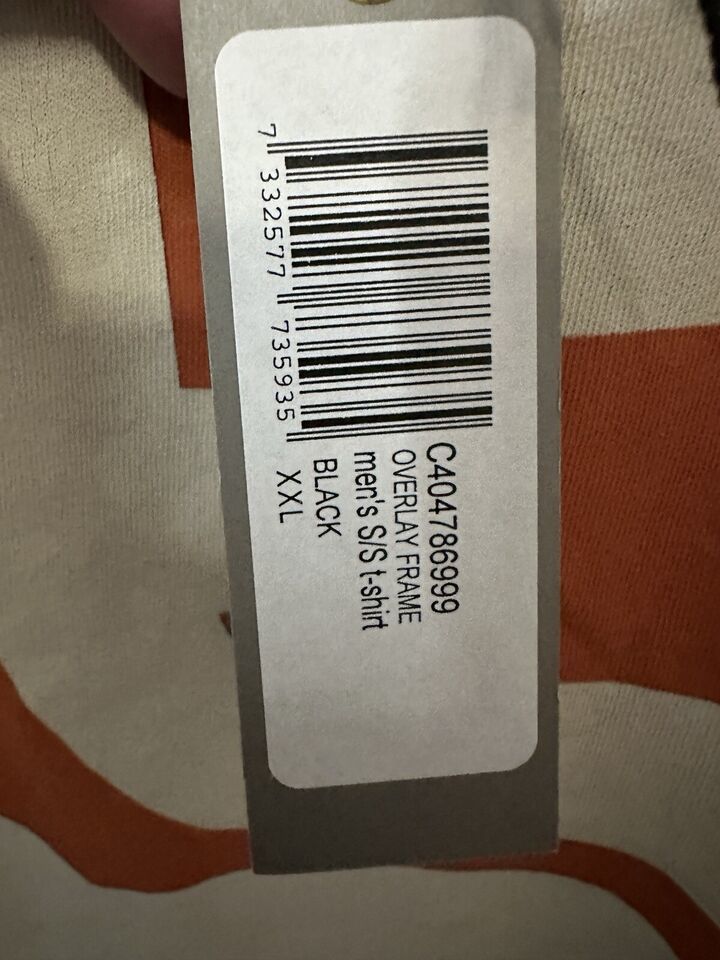 7 332577 735935
C404786999
OVERLAY FRAME
men's S/S t-shirt
BLACK
XXL